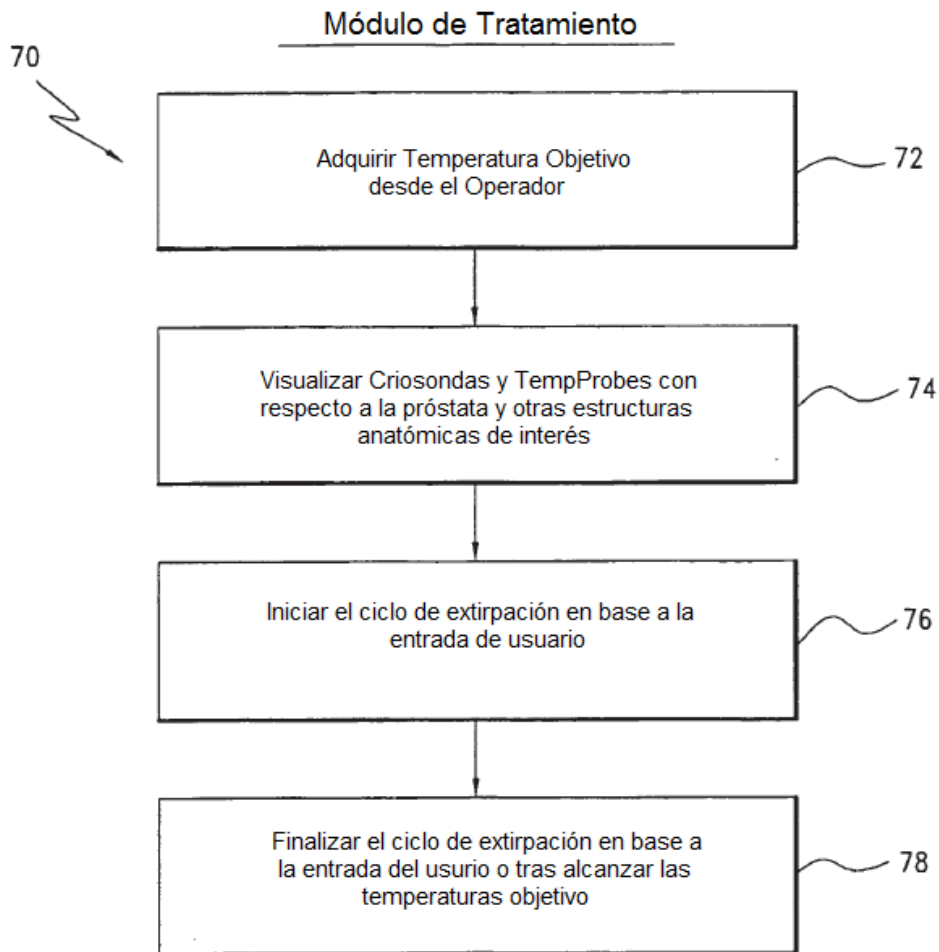 Módulo de Tratamiento
70
Adquirir Temperatura Objetivo
desde el Operador
72
Visualizar Criosondas y TempProbes con
respecto a la próstata y otras estructuras
anatómicas de interés
74
Iniciar el ciclo de extirpación en base a la
entrada de usuario
76
Finalizar el ciclo de extirpación en base a
la entrada del usurio o tras alcanzar las
temperaturas objetivo
78